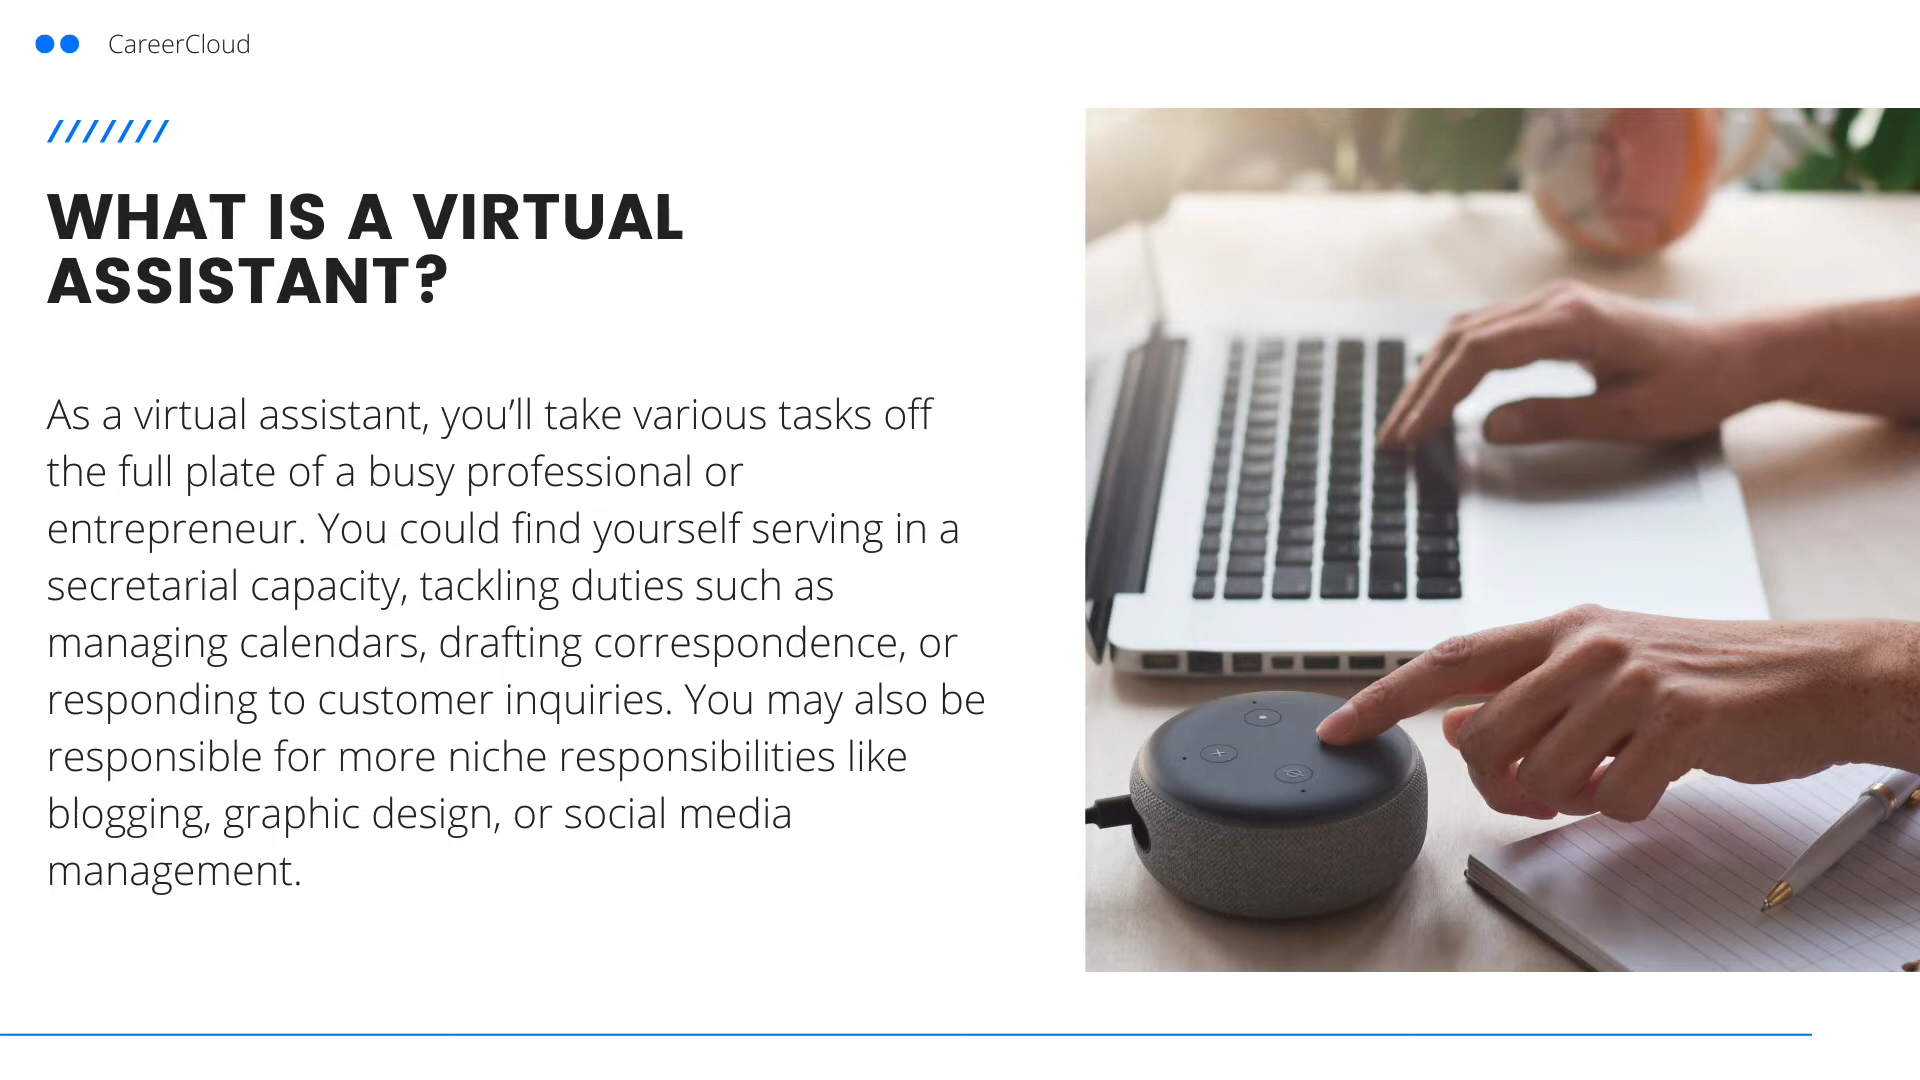 CareerCloud
WHAT IS A VIRTUAL
ASSISTANT?
As a virtual assistant, you’ll take various tasks off
the full plate of a busy professional or
entrepreneur. You could find yourself serving in a
secretarial capacity, tackling duties such as
managing calendars, drafting correspondence, or
responding to customer inquiries. You may also be
responsible for more niche responsibilities like
blogging, graphic design, or social media
management.